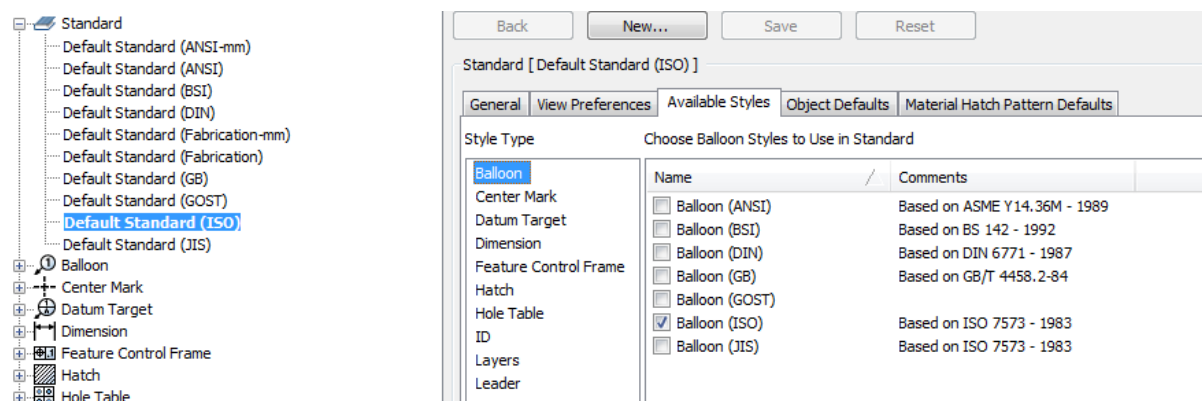 Standard
Default Standard (ANSI-mm)
Default Standard (ANSI)
Default Standard (BSI)
Default Standard (DIN)
Default Standard (Fabrication-mm)
Default Standard (Fabrication)
Default Standard (GB)
Default Standard (GOST)
Default Standard (ISO)
Default Standard (JIS)
Balloon
Center Mark
Datum Target
Dimension
Feature Control Frame
Hatch
Hole Table
Back New... Save Reset
Standard [ Default Standard (ISO) ]
General View Preferences Available Styles Object Defaults Material Hatch Pattern Defaults
Style Type
Balloon
Center Mark
Datum Target
Dimension
Feature Control Frame
Hatch
Hole Table
ID
Layers
Leader
Choose Balloon Styles to Use in Standard
Name Comments
Balloon (ANSI) Based on ASME Y14.36M - 1989
Balloon (BSI) Based on BS 142 - 1992
Balloon (DIN) Based on DIN 6771 - 1987
Balloon (GB) Based on GB/T 4458.2-84
Balloon (GOST)
Balloon (ISO) Based on ISO 7573 - 1983
Balloon (JIS) Based on ISO 7573 - 1983